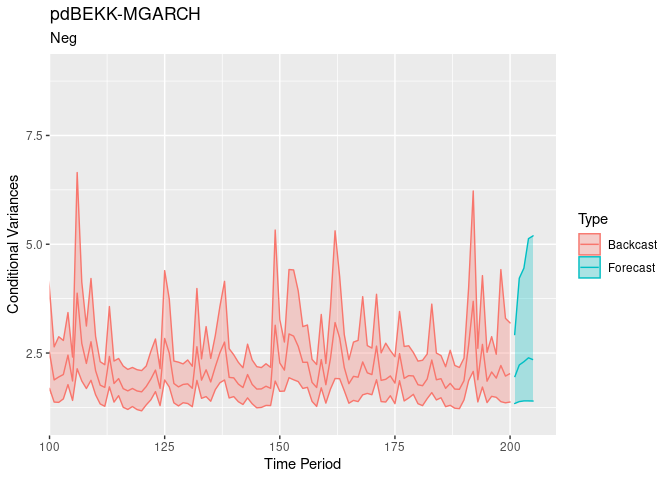 pdBEKK-MGARCH
Neg
Conditional Variances
7.5
5.0
2.5
100
125
150
175
200
Time Period
Type
Backcast
Forecast